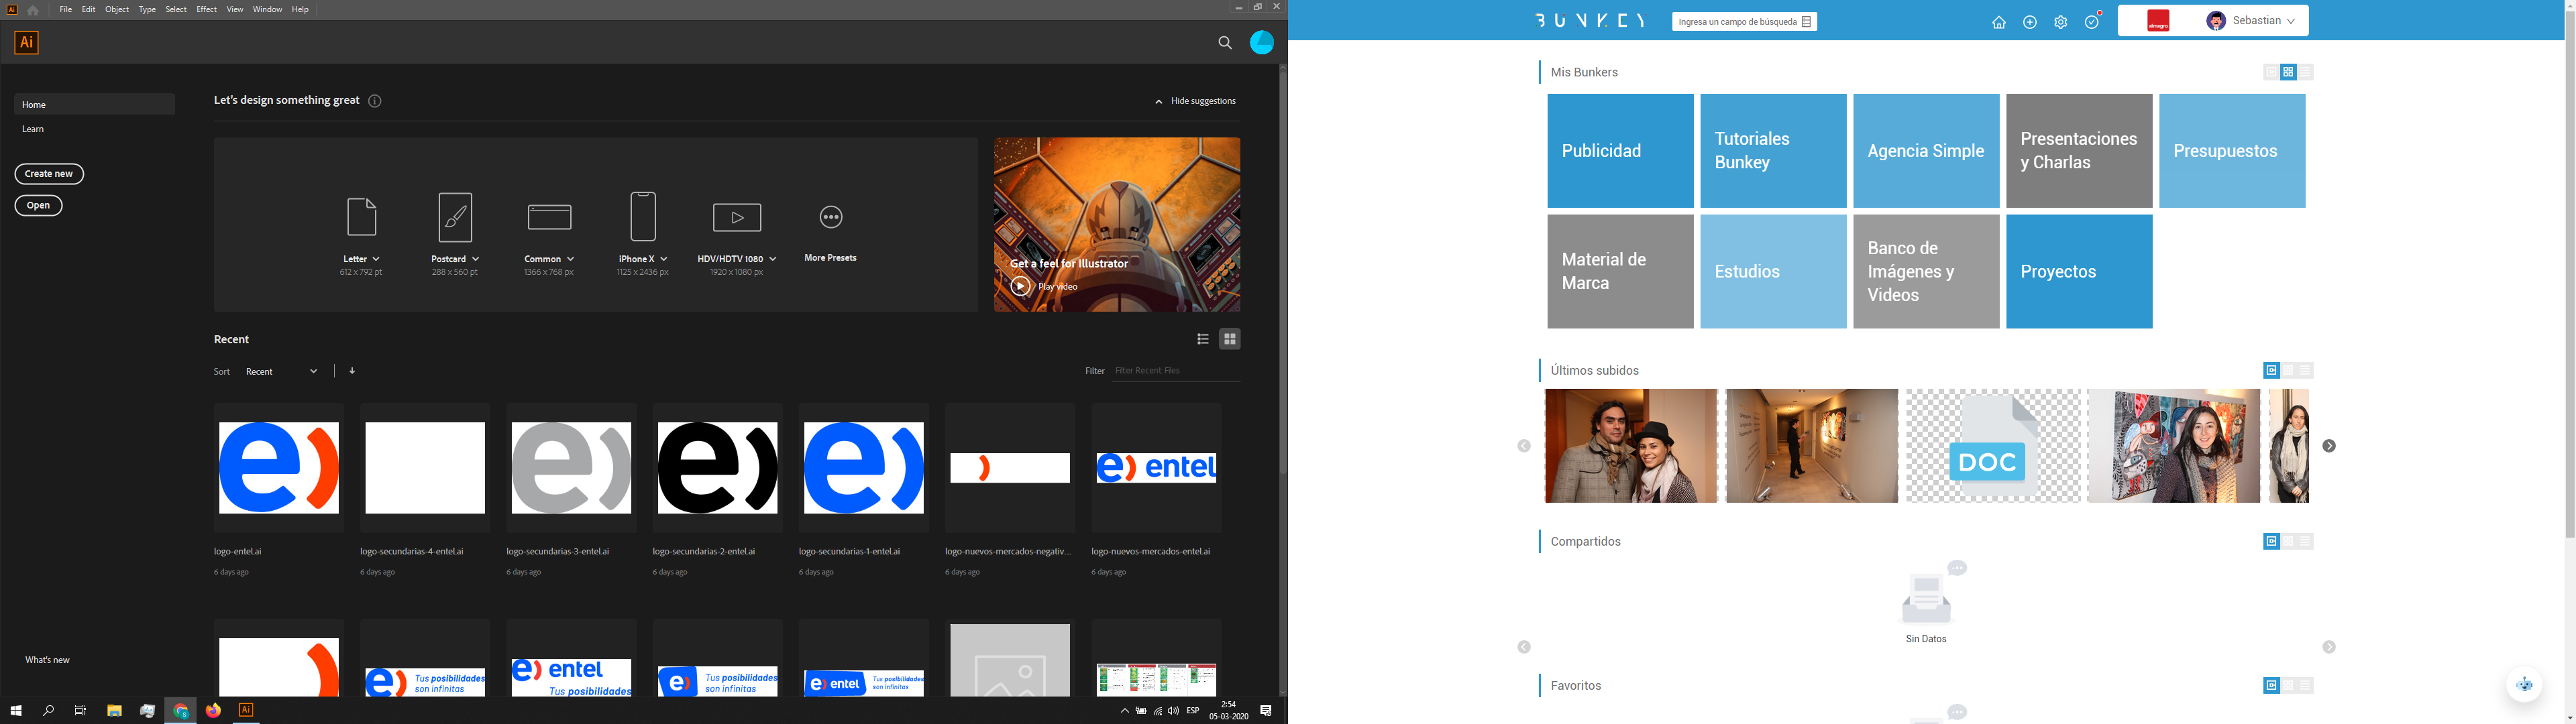 Ai
File Edit Object Type Select Effect View Window Help
Ai
Home
Learn
Create new
Open
What's new
Let's design something great
Hide suggestions
Letter
612 x 792 pt
Postcard
288 x 560 pt
Common
1366 x 768 px
iPhone X
1125 x 2436 px
HDV/HDTV 1080
1920 x 1080 px
More Presets
Get a feel for Illustrator
Play video
Recent
Sort Recent
Filter Filter Recent Files
e) entel
logo-entel.ai
6 days ago
logo-secundarias-4-entel.ai
6 days ago
logo-secundarias-3-entel.ai
6 days ago
logo-secundarias-2-entel.ai
6 days ago
logo-secundarias-1-entel.ai
6 days ago
logo-nuevos-mercados-negativ...
6 days ago
logo-nuevos-mercados-entel.ai
6 days ago
Tus posibilidades
son infinitas
e) entel
Tus posibilidades
e) Tus posibilidades
son infinitas
e) entel Tus posibilidades
son infinitas
Ai
ESP
2:54
05-03-2020
BUNKEY
Ingresa un campo de búsqueda
almagro
Sebastian
Mis Bunkers
Publicidad
Tutoriales
Bunkey
Agencia Simple
Presentaciones
y Charlas
Presupuestos
Material de
Marca
Estudios
Banco de
Imágenes y
Videos
Proyectos
Últimos subidos
DOC
Compartidos
Sin Datos
Favoritos